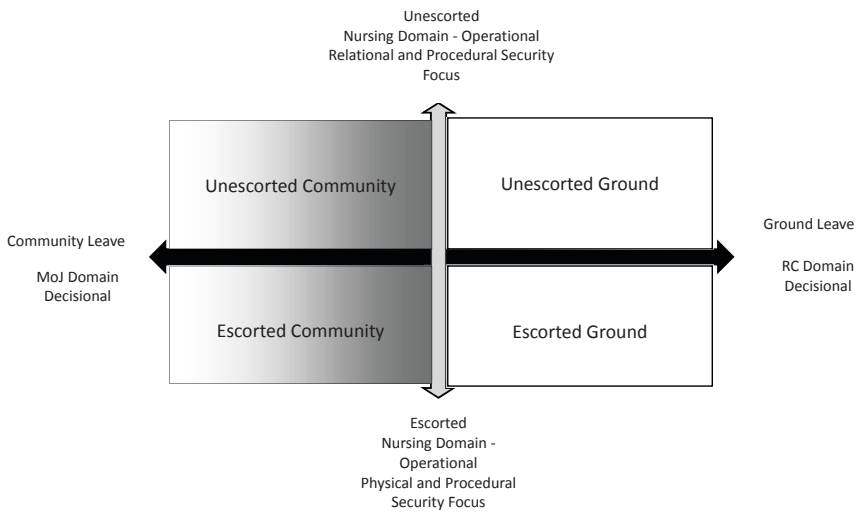 Unescorted
Nursing Domain - Operational
Relational and Procedural Security
Focus
Unescorted Community
Unescorted Ground
Community Leave
MoJ Domain
Decisional
Ground Leave
RC Domain
Decisional
Escorted Community
Escorted Ground
Escorted
Nursing Domain -
Operational
Physical and Procedural
Security Focus